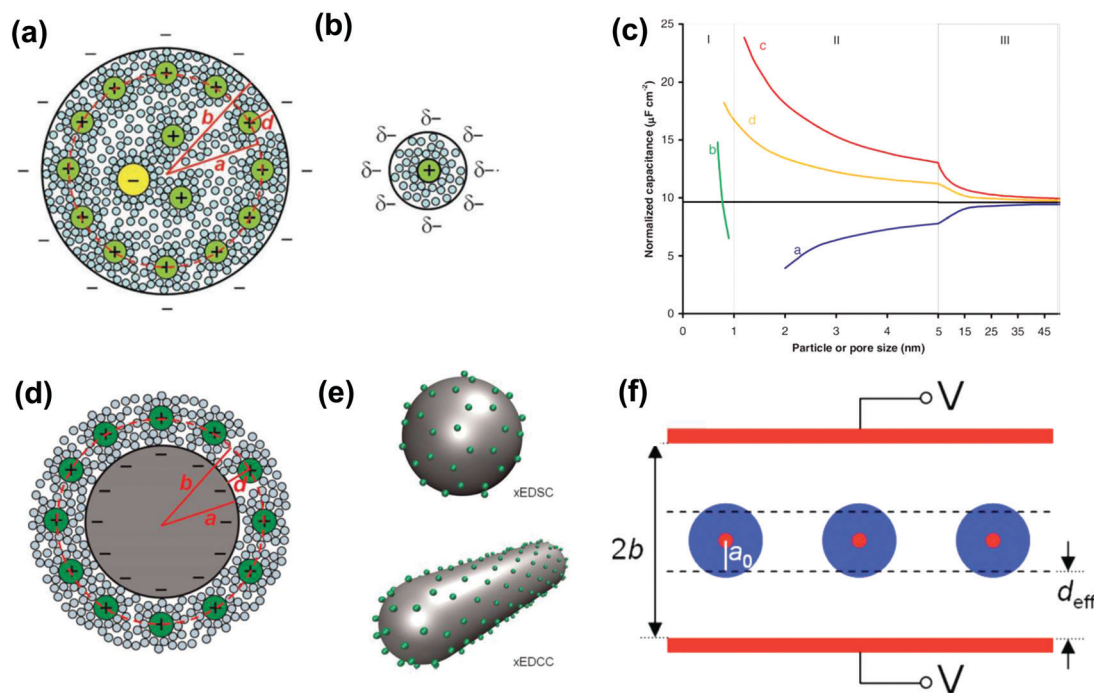 (a)
− − − − − − − − − − − −
+ + + + + + + + + + + + + + +
−
b
d
a
(b)
δ− δ− δ−
δ− + δ−
δ− δ− δ−
(c)
Normalized capacitance (µF cm⁻²)
25
20
15
10
5
0
I II III
c
d
b
a
0 1 2 3 4 5 15 25 35 45
Particle or pore size (nm)
(d)
+ + + + + + + + + + + +
− − − − − − − − − − − −
b
d
a
(e)
xEDSC
xEDCC
(f)
V
2b
a₀
d_eff
V